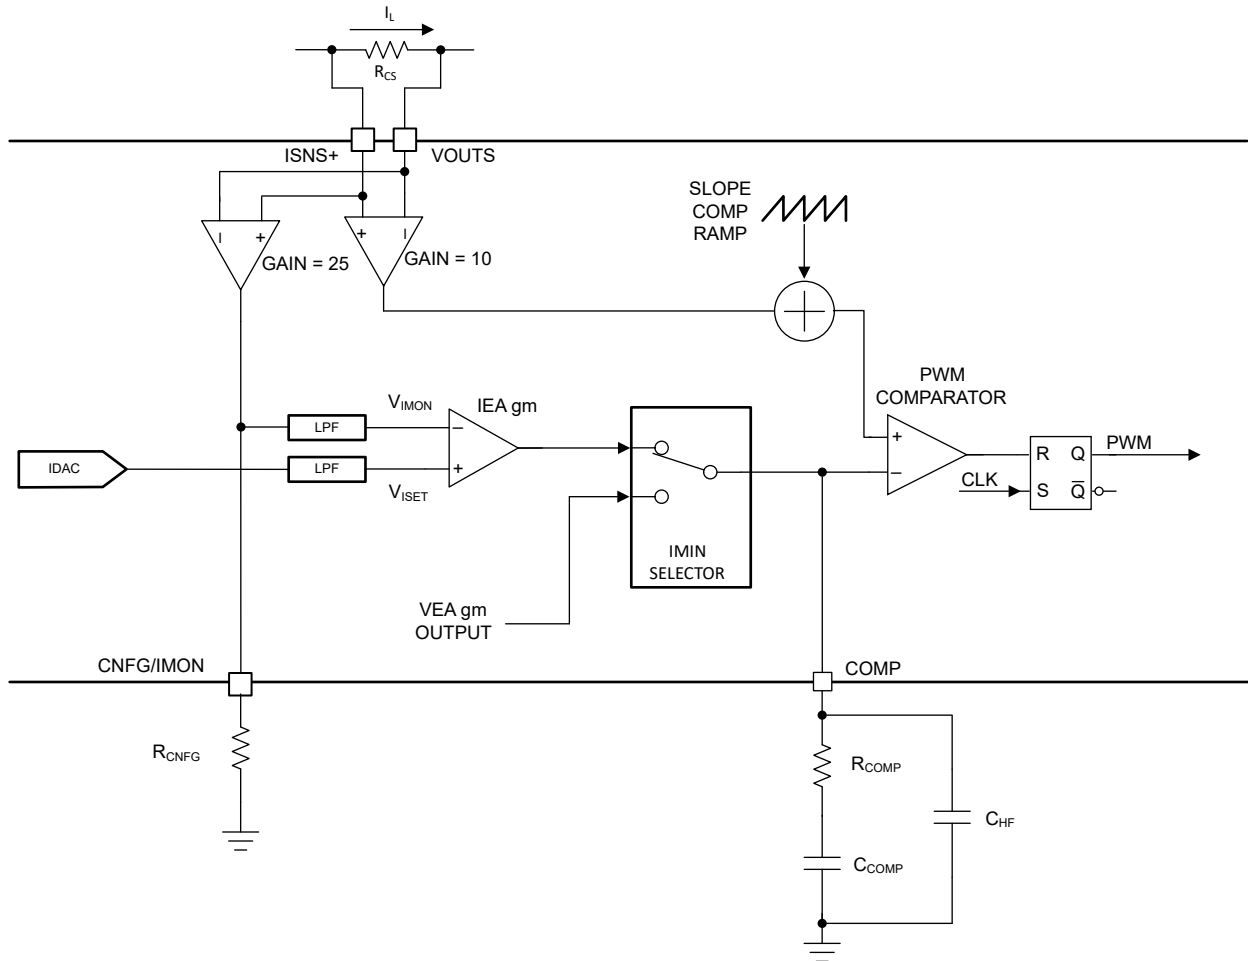 IL
RCS
ISNS+
VOUTS
SLOPE
COMP
RAMP
GAIN = 25
GAIN = 10
PWM
COMPARATOR
VIMON
IEA gm
LPF
+
−
R
Q
PWM
IDAC
LPF
CLK
S
Q̅
VISET
IMIN
SELECTOR
VEA gm
OUTPUT
CNFG/IMON
COMP
RCNFG
RCOMP
CHF
CCOMP